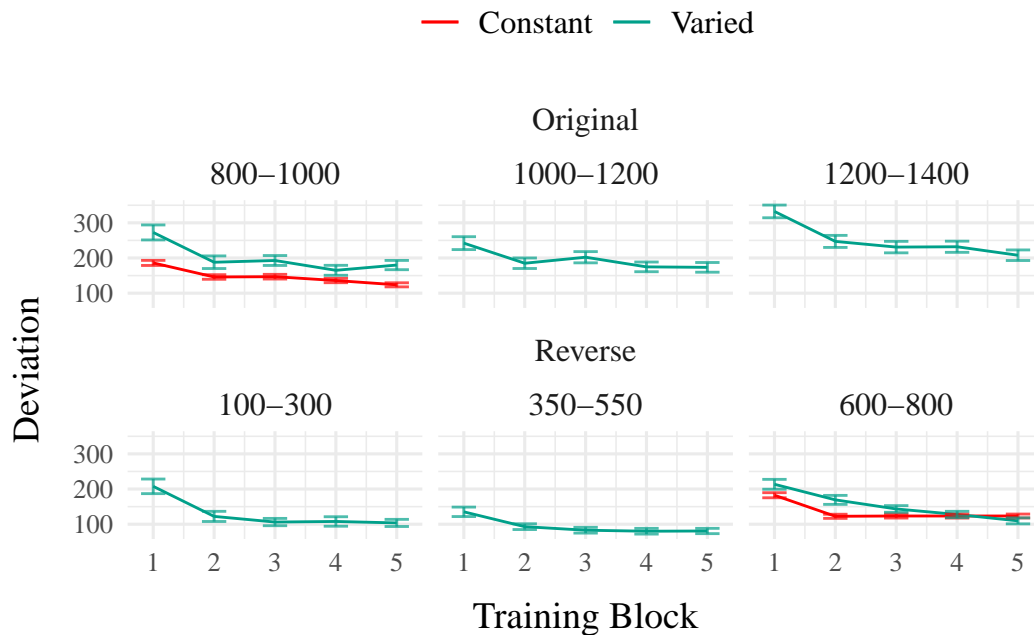 Constant Varied
Original
800–1000 1000–1200 1200–1400
300
200
100
Reverse
100–300 350–550 600–800
300
200
100
1 2 3 4 5 1 2 3 4 5 1 2 3 4 5
Deviation
Training Block